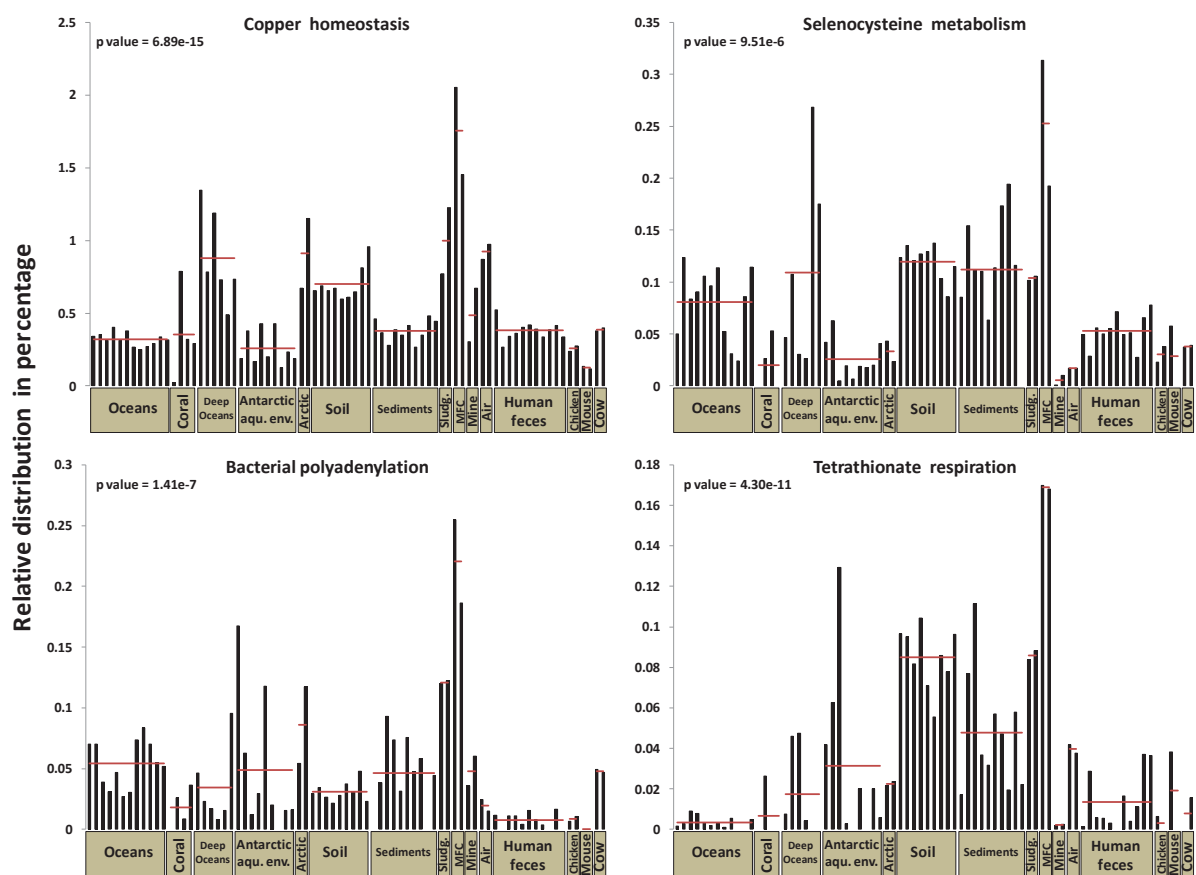 Relative distribution in percentage
Copper homeostasis
p value = 6.89e-15
2.5
2
1.5
1
0.5
0
Oceans
Coral
Deep
Oceans
Antarctic
aqu. env.
Arctic
Soil
Sediments
Sludg.
MFC
Mine
Air
Human
feces
Chicken
Mouse
Cow
Selenocysteine metabolism
p value = 9.51e-6
0.35
0.3
0.25
0.2
0.15
0.1
0.05
0
Oceans
Coral
Deep
Oceans
Antarctic
aqu. env.
Arctic
Soil
Sediments
Sludg.
MFC
Mine
Air
Human
feces
Chicken
Mouse
Cow
Bacterial polyadenylation
p value = 1.41e-7
0.3
0.25
0.2
0.15
0.1
0.05
0
Oceans
Coral
Deep
Oceans
Antarctic
aqu. env.
Arctic
Soil
Sediments
Sludg.
MFC
Mine
Air
Human
feces
Chicken
Mouse
Cow
Tetrathionate respiration
p value = 4.30e-11
0.18
0.16
0.14
0.12
0.1
0.08
0.06
0.04
0.02
0
Oceans
Coral
Deep
Oceans
Antarctic
aqu. env.
Arctic
Soil
Sediments
Sludg.
MFC
Mine
Air
Human
feces
Chicken
Mouse
Cow